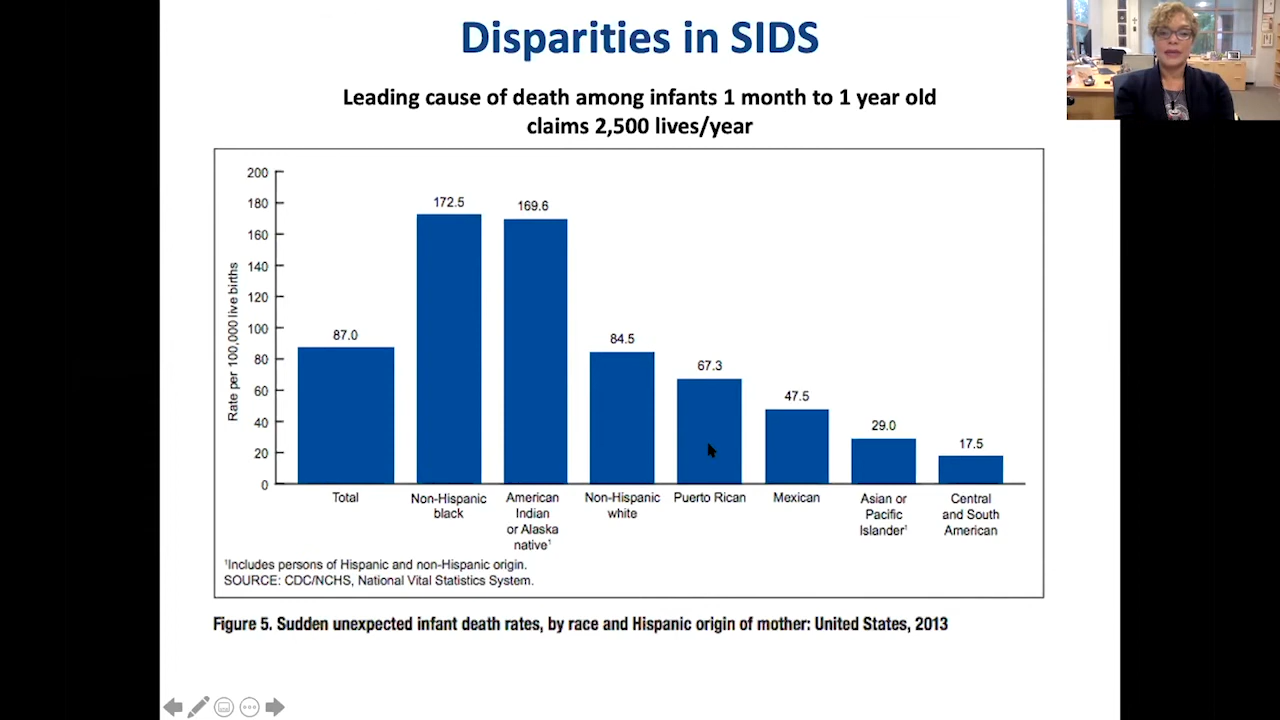 Disparities in SIDS
Leading cause of death among infants 1 month to 1 year old
claims 2,500 lives/year
Rate per 100,000 live births
200
180
160
140
120
100
80
60
40
20
0
87.0
172.5
169.6
84.5
67.3
47.5
29.0
17.5
Total
Non-Hispanic
black
American
Indian
or Alaska
native¹
Non-Hispanic
white
Puerto Rican
Mexican
Asian or
Pacific
Islander¹
Central
and South
American
¹Includes persons of Hispanic and non-Hispanic origin.
SOURCE: CDC/NCHS, National Vital Statistics System.
Figure 5. Sudden unexpected infant death rates, by race and Hispanic origin of mother: United States, 2013